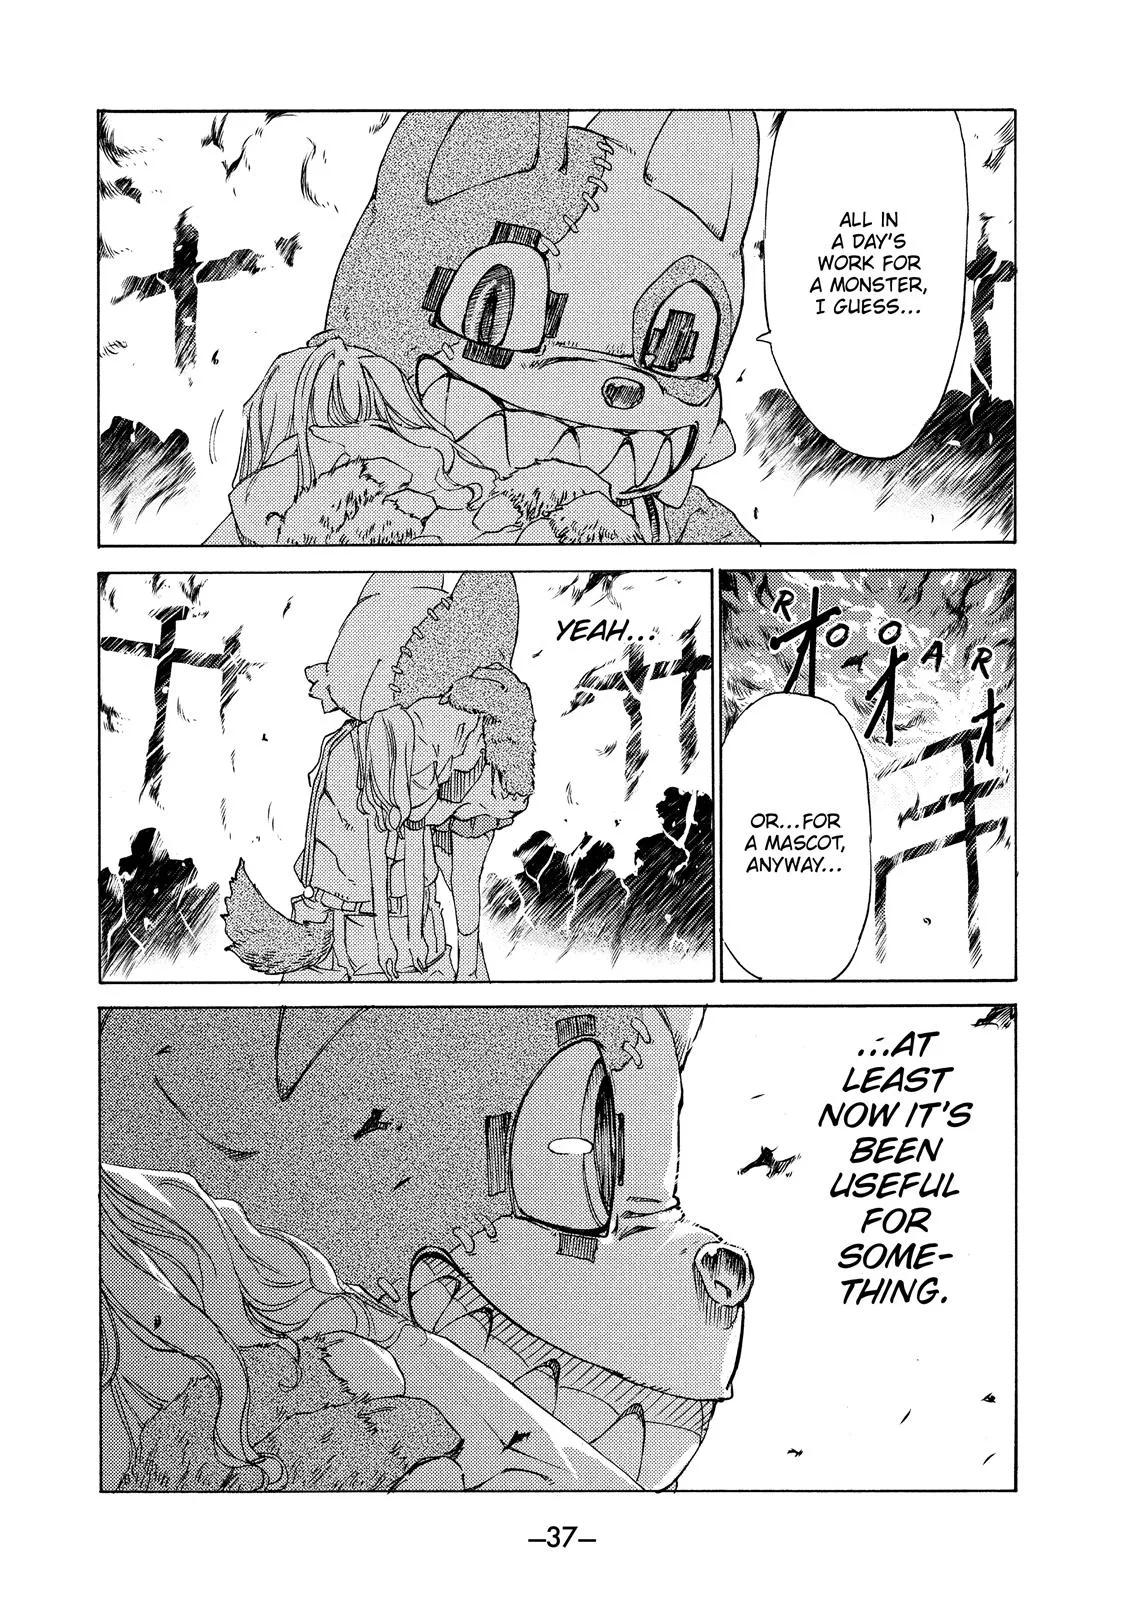 ALL IN
A DAY'S
WORK FOR
A MONSTER,
I GUESS...
ROOAR
OR...FOR
A MASCOT,
ANYWAY...
YEAH...
...AT
LEAST
NOW IT'S
BEEN
USEFUL
FOR
SOME-
THING.
-37-